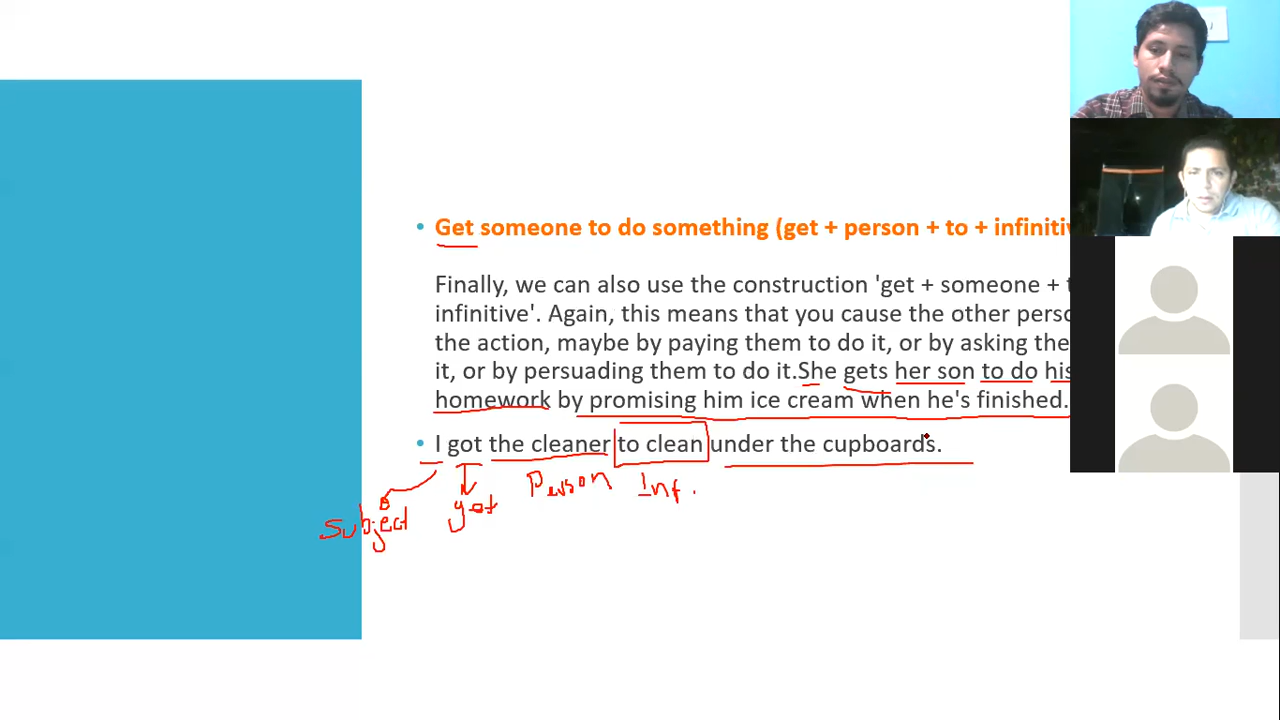 • Get someone to do something (get + person + to + infinitiv
Finally, we can also use the construction 'get + someone + t
infinitive'. Again, this means that you cause the other perso
the action, maybe by paying them to do it, or by asking the
it, or by persuading them to do it.She gets her son to do his
homework by promising him ice cream when he's finished.
• I got the cleaner to clean under the cupboards.
Subject get Person Inf.